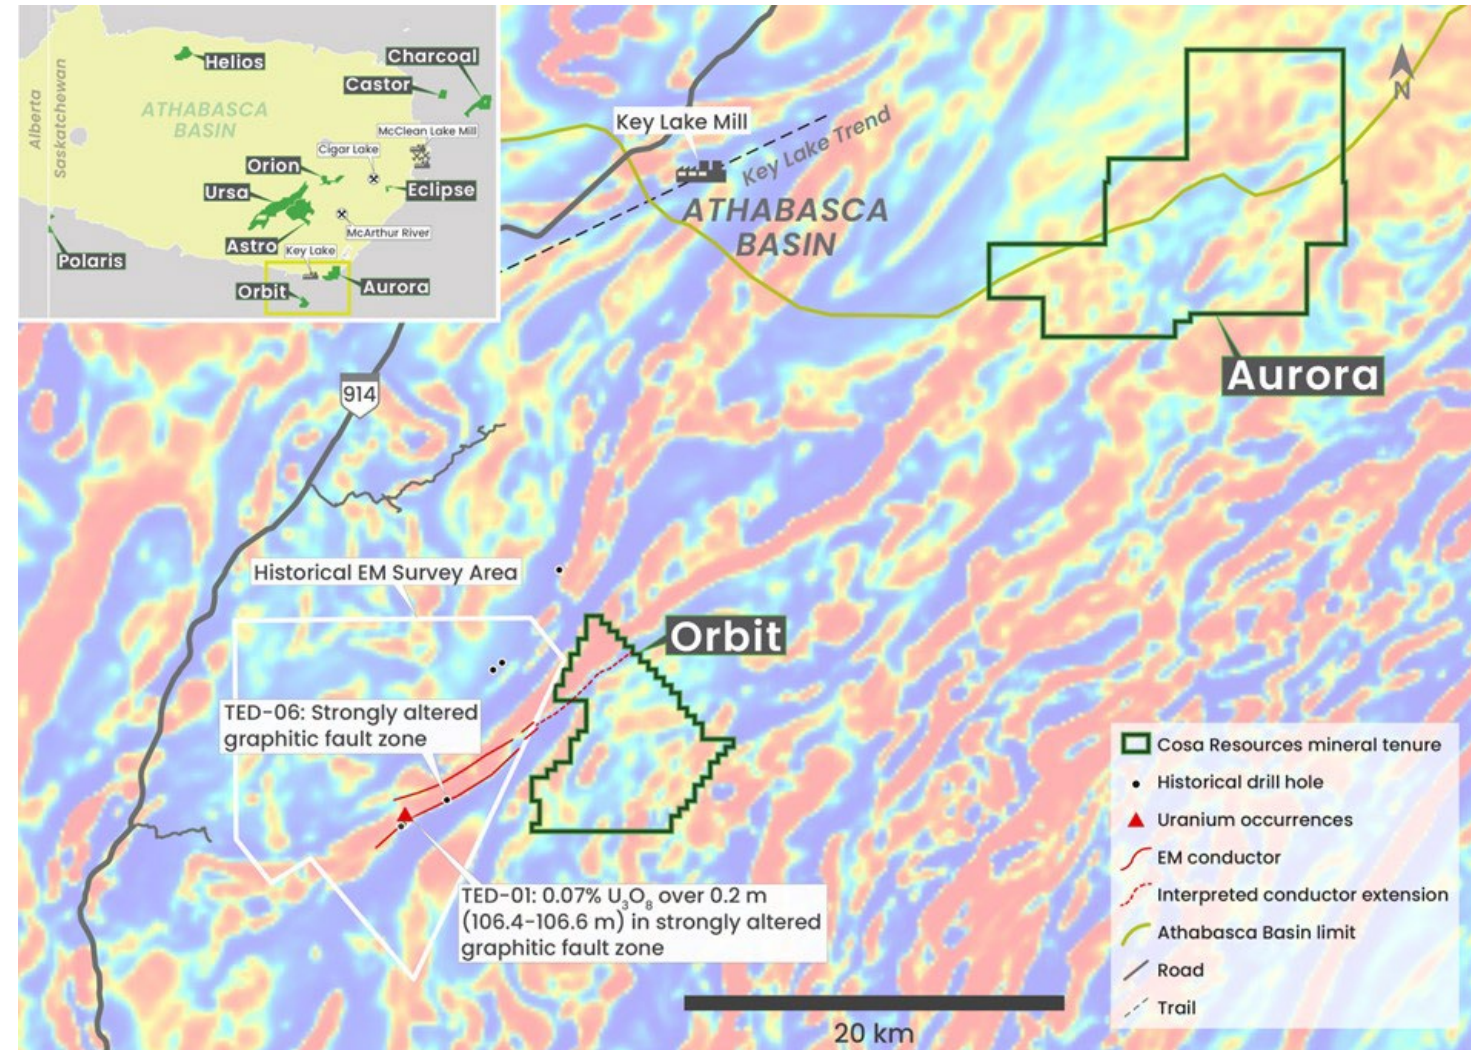 Alberta
Saskatchewan
Helios
Charcoal
Castor
ATHABASCA
BASIN
McClean Lake Mill
Cigar Lake
Orion
Ursa
Eclipse
McArthur River
Astro
Key Lake
Polaris
Orbit
Aurora
Key Lake Mill
Key Lake Trend
ATHABASCA
BASIN
N
Aurora
914
Historical EM Survey Area
Orbit
TED-06: Strongly altered
graphitic fault zone
TED-01: 0.07% U₃O₈ over 0.2 m
(106.4-106.6 m) in strongly altered
graphitic fault zone
Cosa Resources mineral tenure
Historical drill hole
Uranium occurrences
EM conductor
Interpreted conductor extension
Athabasca Basin limit
Road
Trail
20 km